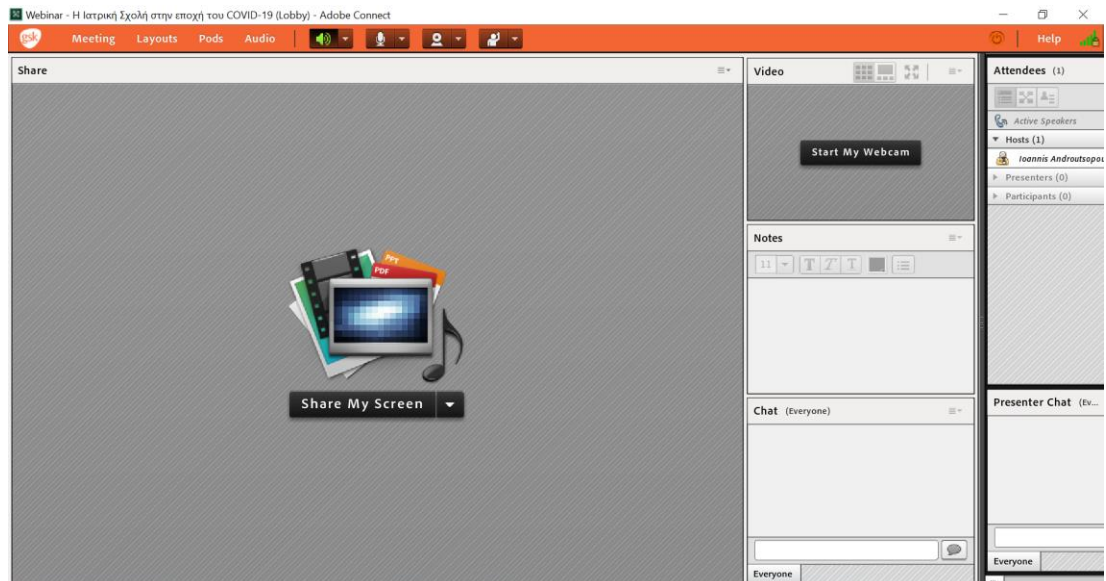 Webinar - Η Ιατρική Σχολή στην εποχή του COVID-19 (Lobby) - Adobe Connect
gsk Meeting Layouts Pods Audio Help
Share
Video
Attendees (1)
Active Speakers
Start My Webcam
Hosts (1)
Ioannis Androutsopou
Presenters (0)
Participants (0)
Notes
11 T T T
PPT
PDF
Share My Screen
Chat (Everyone)
Presenter Chat (Ev...
Everyone
Everyone